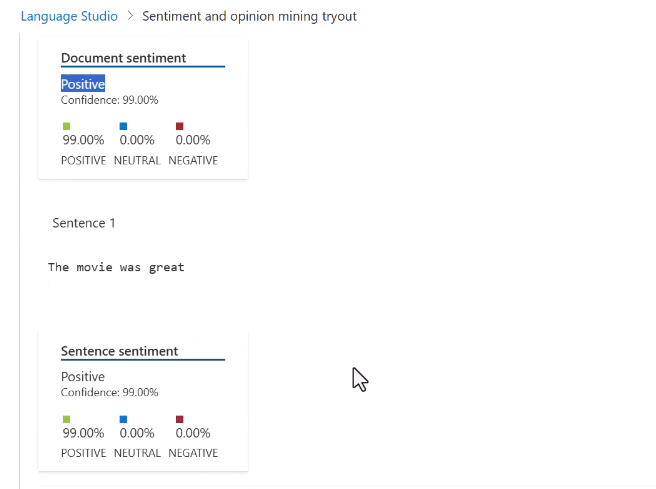 Language Studio > Sentiment and opinion mining tryout
Document sentiment
Positive
Confidence: 99.00%
99.00% 0.00% 0.00%
POSITIVE NEUTRAL NEGATIVE
Sentence 1
The movie was great
Sentence sentiment
Positive
Confidence: 99.00%
99.00% 0.00% 0.00%
POSITIVE NEUTRAL NEGATIVE